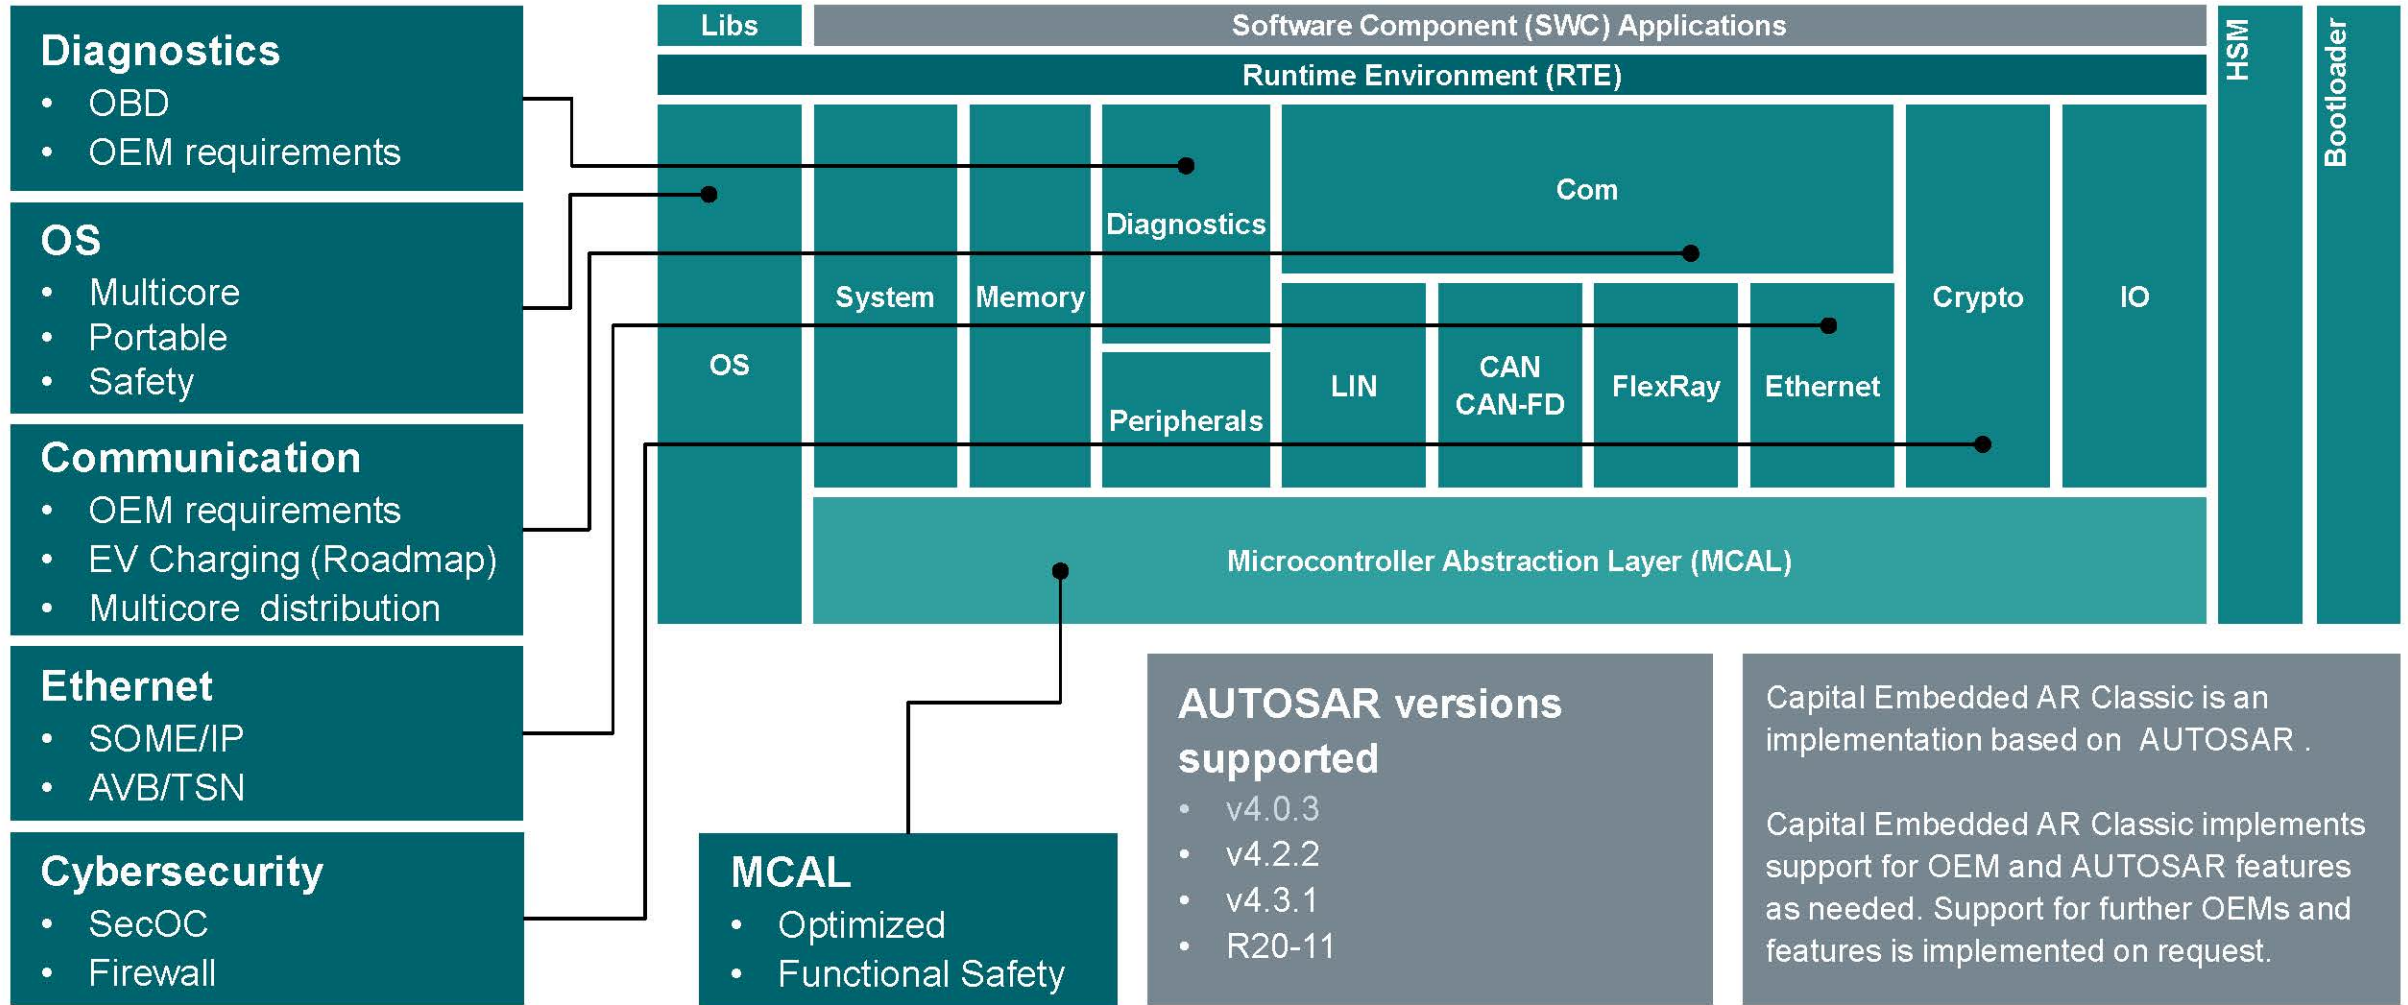 Diagnostics
• OBD
• OEM requirements
OS
• Multicore
• Portable
• Safety
Communication
• OEM requirements
• EV Charging (Roadmap)
• Multicore distribution
Ethernet
• SOME/IP
• AVB/TSN
Cybersecurity
• SecOC
• Firewall
Libs
Software Component (SWC) Applications
Runtime Environment (RTE)
OS
System
Memory
Diagnostics
Peripherals
Com
LIN
CAN
CAN-FD
FlexRay
Ethernet
Crypto
IO
HSM
Bootloader
Microcontroller Abstraction Layer (MCAL)
MCAL
• Optimized
• Functional Safety
AUTOSAR versions
supported
• v4.0.3
• v4.2.2
• v4.3.1
• R20-11
Capital Embedded AR Classic is an
implementation based on AUTOSAR .
Capital Embedded AR Classic implements
support for OEM and AUTOSAR features
as needed. Support for further OEMs and
features is implemented on request.